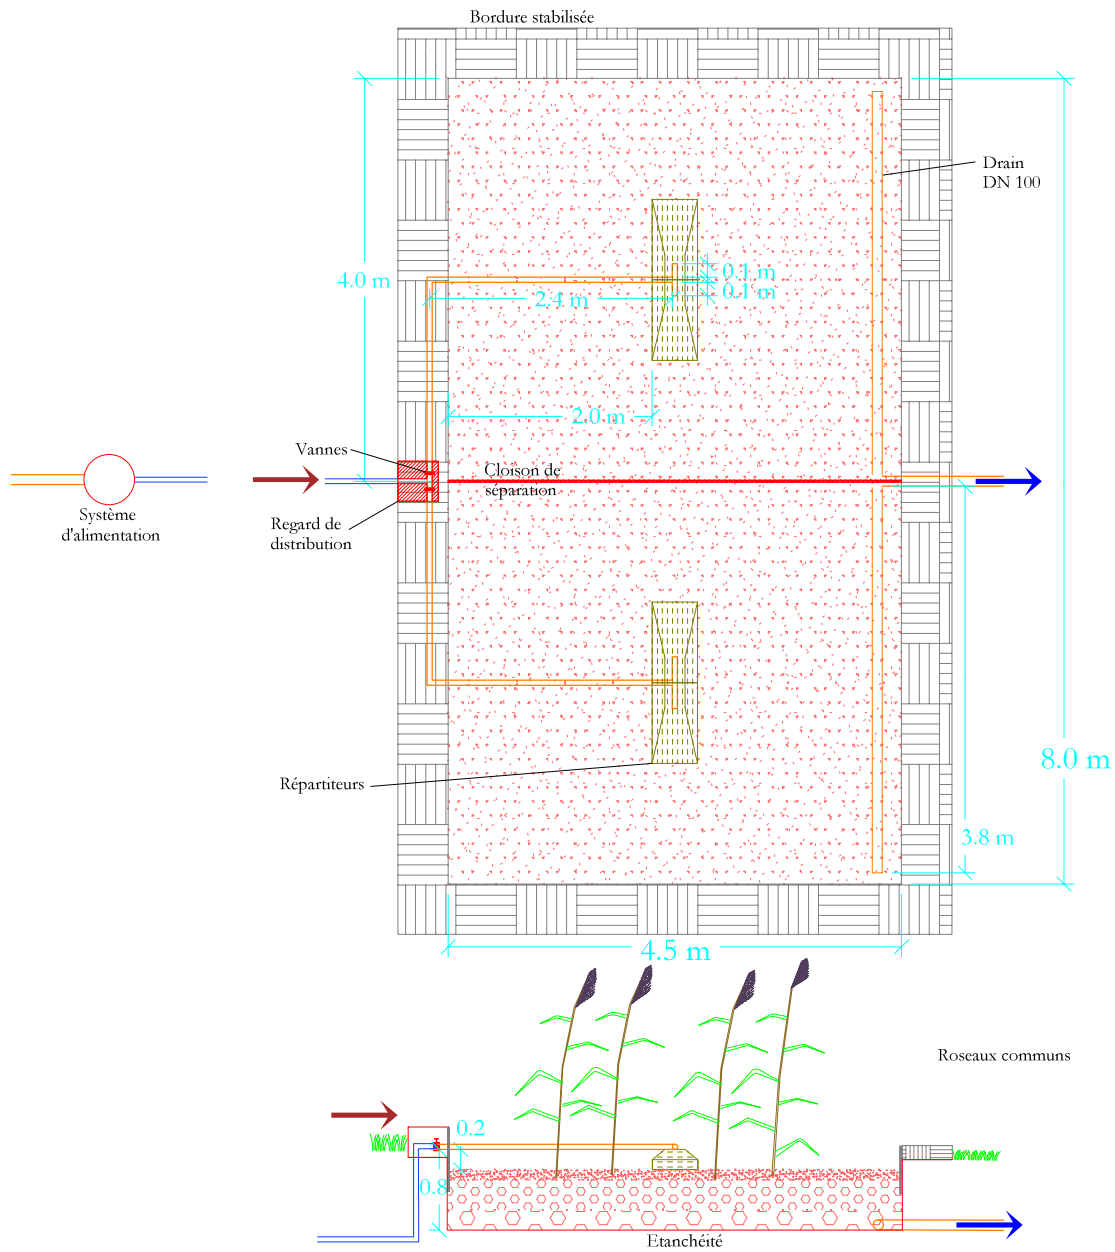 Bordure stabilisée
Drain
DN 100
4.0 m
0.1 m
0.1 m
2.4 m
2.0 m
Vannes
Cloison de
séparation
Système
d'alimentation
Regard de
distribution
Répartiteurs
8.0 m
3.8 m
4.5 m
Roseaux communs
0.2
0.8
Etanchéité